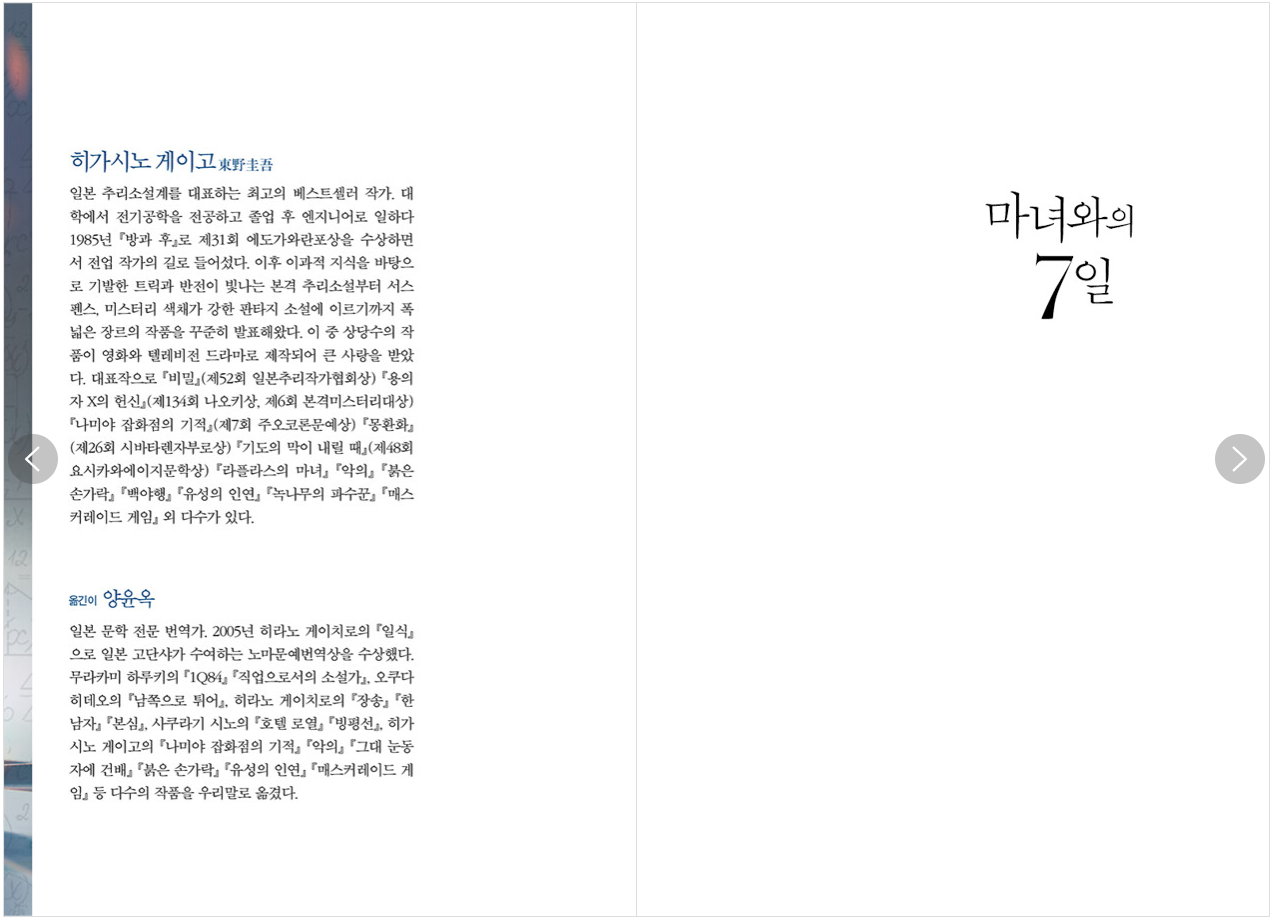 히가시노 게이고 東野圭吾
일본 추리소설계를 대표하는 최고의 베스트셀러 작가. 대
학에서 전기공학을 전공하고 졸업 후 엔지니어로 일하다
1985년 『방과 후』로 제31회 에도가와란포상을 수상하면
서 전업 작가의 길로 들어섰다. 이후 이과적 지식을 바탕으
로 기발한 트릭과 반전이 빛나는 본격 추리소설부터 서스
펜스, 미스터리 색채가 강한 판타지 소설에 이르기까지 폭
넓은 장르의 작품을 꾸준히 발표해왔다. 이 중 상당수의 작
품이 영화와 텔레비전 드라마로 제작되어 큰 사랑을 받았
다. 대표작으로 『비밀』(제52회 일본추리작가협회상) 『용의
자 X의 헌신』(제134회 나오키상, 제6회 본격미스터리대상)
『나미야 잡화점의 기적』(제7회 주오코론문예상) 『몽환화』
(제26회 시바타렌자부로상) 『기도의 막이 내릴 때』(제48회
요시카와에이지문학상) 『라플라스의 마녀』 『악의』 『붉은
손가락』 『백야행』 『유성의 인연』 『녹나무의 파수꾼』 『매스
커레이드 게임』 외 다수가 있다.
옮긴이 양윤옥
일본 문학 전문 번역가. 2005년 히라노 게이치로의 『일식』
으로 일본 고단샤가 수여하는 노마문예번역상을 수상했다.
무라카미 하루키의 『1Q84』 『직업으로서의 소설가』, 오쿠다
히데오의 『남쪽으로 튀어』, 히라노 게이치로의 『장송』 『한
남자』 『본심』, 사쿠라기 시노의 『호텔 로열』 『빙평선』, 히가
시노 게이고의 『나미야 잡화점의 기적』 『악의』 『그대 눈동
자에 건배』 『붉은 손가락』 『유성의 인연』 『매스커레이드 게
임』 등 다수의 작품을 우리말로 옮겼다.
마녀와의
7일